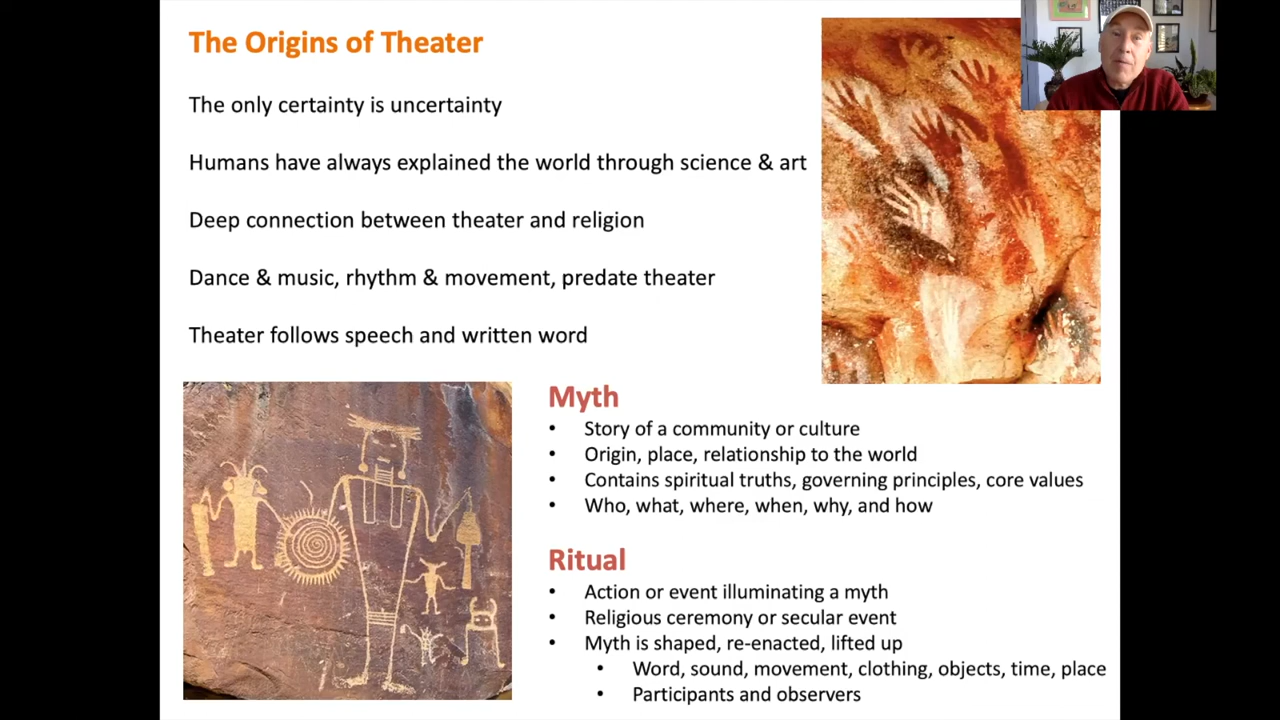 The Origins of Theater
The only certainty is uncertainty
Humans have always explained the world through science & art
Deep connection between theater and religion
Dance & music, rhythm & movement, predate theater
Theater follows speech and written word
Myth
• Story of a community or culture
• Origin, place, relationship to the world
• Contains spiritual truths, governing principles, core values
• Who, what, where, when, why, and how
Ritual
• Action or event illuminating a myth
• Religious ceremony or secular event
• Myth is shaped, re-enacted, lifted up
• Word, sound, movement, clothing, objects, time, place
• Participants and observers